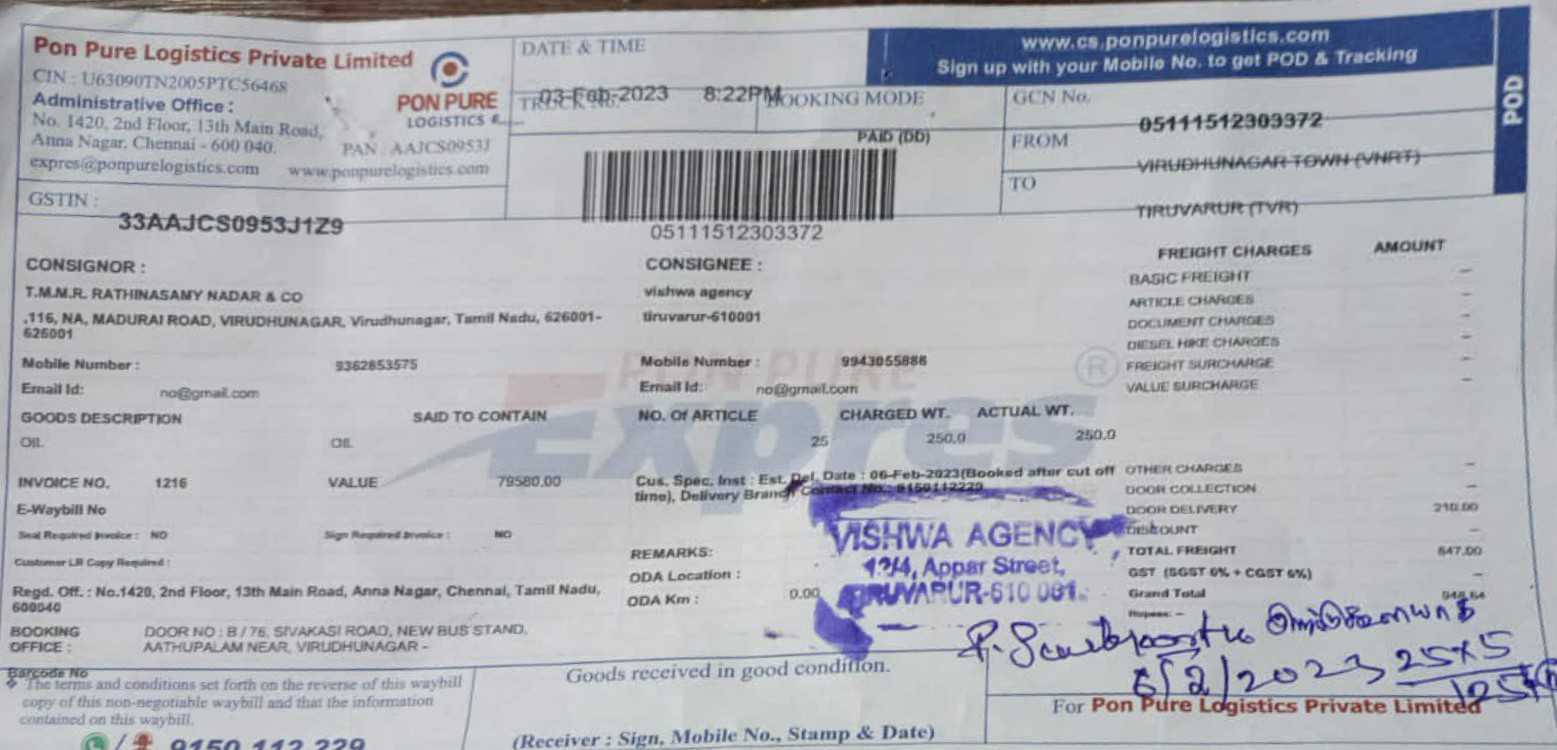 Pon Pure Logistics Private Limited
CIN : U63090TN2005PTC56468
Administrative Office :
No. 1420, 2nd Floor, 13th Main Road,
Anna Nagar, Chennai - 600 040.
PAN : AAJCS0953J
expres@ponpurelogistics.com www.ponpurelogistics.com
PON PURE
LOGISTICS
GSTIN :
33AAJCS0953J1Z9
DATE & TIME
03-Feb-2023 8:22PM
BOOKING MODE
PAID (DD)
05111512303372
www.cs.ponpurelogistics.com
Sign up with your Mobile No. to get POD & Tracking
POD
GCN No.
05111512303372
FROM
VIRUDHUNAGAR TOWN (VNRT)
TO
TIRUVARUR (TVR)
CONSIGNOR :
T.M.M.R. RATHINASAMY NADAR & CO
,116, NA, MADURAI ROAD, VIRUDHUNAGAR, Virudhunagar, Tamil Nadu, 626001-
626001
Mobile Number : 9362853575
Email Id: no@gmail.com
CONSIGNEE :
vishwa agency
tiruvarur-610001
Mobile Number : 9943055886
Email Id: no@gmail.com
PON PURE
Expres
®
GOODS DESCRIPTION SAID TO CONTAIN NO. Of ARTICLE CHARGED WT. ACTUAL WT.
OIL OIL 25 250.0 250.0
INVOICE NO. 1216 VALUE 79580.00
E-Waybill No
Seal Required Invoice : NO Sign Required Invoice : NO
Customer LR Copy Required :
Regd. Off. : No.1420, 2nd Floor, 13th Main Road, Anna Nagar, Chennai, Tamil Nadu,
600040
BOOKING OFFICE : DOOR NO : B / 76, SIVAKASI ROAD, NEW BUS STAND,
AATHUPALAM NEAR, VIRUDHUNAGAR -
Barcode No
Cus. Spec. Inst : Est. Del. Date : 06-Feb-2023(Booked after cut off
time), Delivery Branch Contact No.: 9150112229
REMARKS:
ODA Location :
ODA Km : 0.00
VISHWA AGENCY
Appar Street,
FREIGHT CHARGES AMOUNT
BASIC FREIGHT -
ARTICLE CHARGES -
DOCUMENT CHARGES -
DIESEL HIKE CHARGES -
FREIGHT SURCHARGE -
VALUE SURCHARGE -
OTHER CHARGES -
DOOR COLLECTION -
DOOR DELIVERY 210.00
DISCOUNT -
TOTAL FREIGHT 847.00
GST (SGST 6% + CGST 6%) -
Grand Total 948.64
Rupees: -
6/2/2023 25x5
125
The terms and conditions set forth on the reverse of this waybill
copy of this non-negotiable waybill and that the information
contained on this waybill.
9150 112 229
Goods received in good condition.
(Receiver : Sign, Mobile No., Stamp & Date)
For Pon Pure Logistics Private Limited